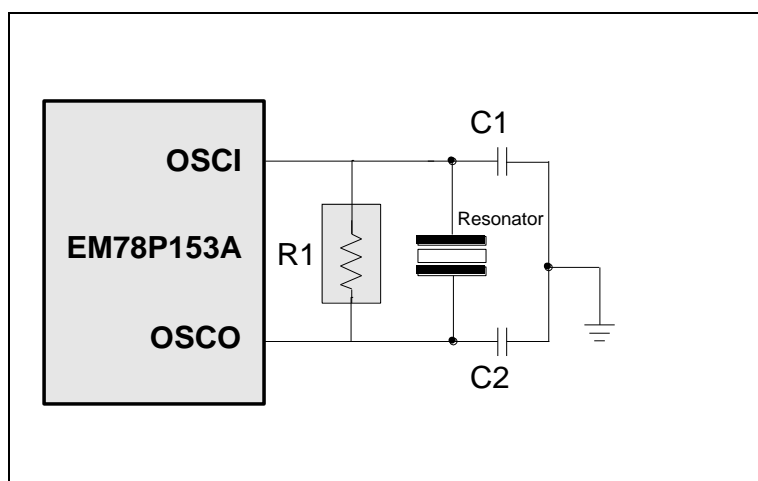 C1
OSCI
Resonator
EM78P153A
R1
OSCO
C2